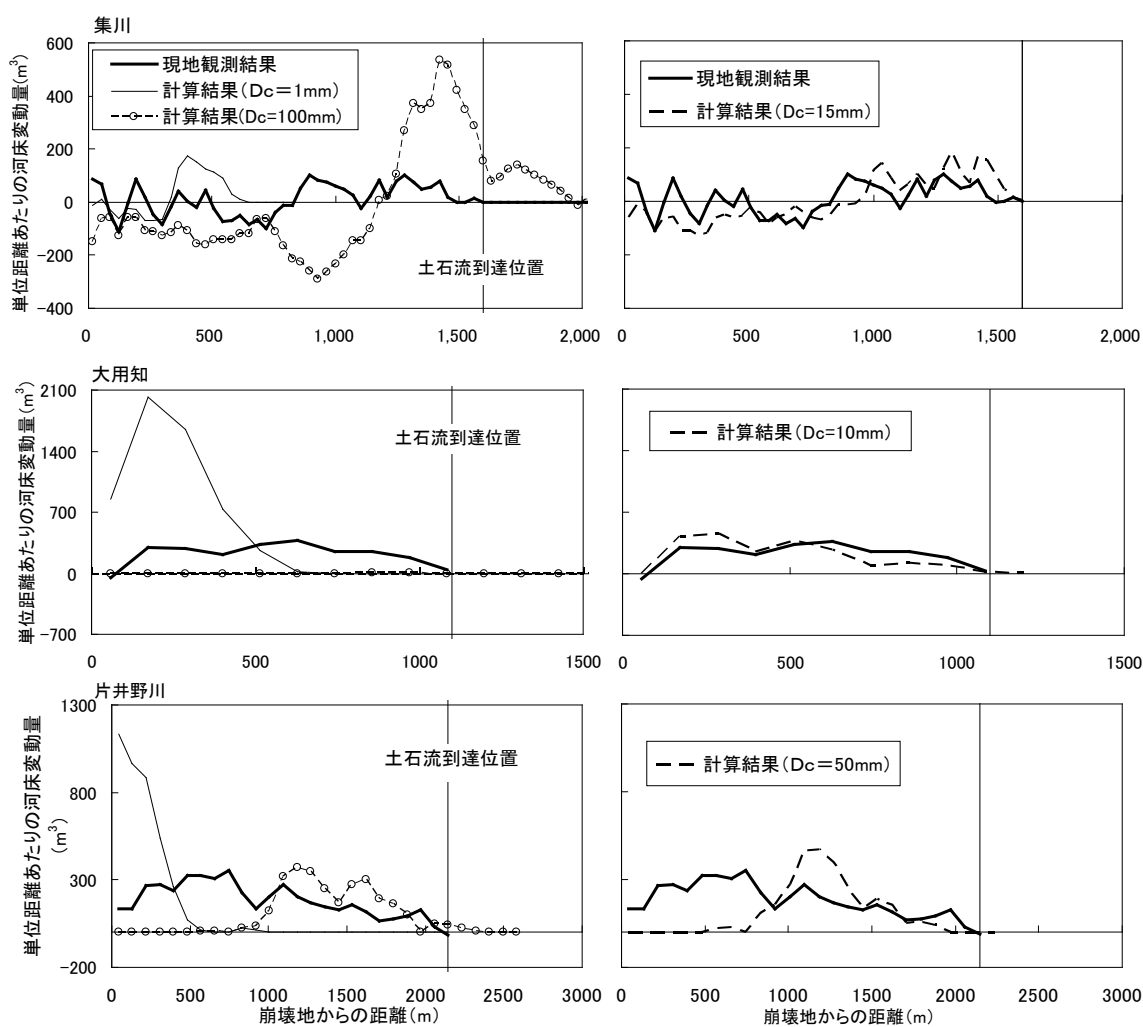 集川
単位距離あたりの河床変動量(m³)
600
400
200
0
−200
−400
現地観測結果
計算結果(Dc=1mm)
計算結果(Dc=100mm)
土石流到達位置
0 500 1,000 1,500 2,000
現地観測結果
計算結果(Dc=15mm)
0 500 1,000 1,500 2,000
大用知
単位距離あたりの河床変動量(m³)
2100
1400
700
0
−700
土石流到達位置
0 500 1000 1500
計算結果(Dc=10mm)
0 500 1000 1500
片井野川
単位距離あたりの河床変動量
(m³)
1300
800
300
−200
土石流到達位置
0 500 1000 1500 2000 2500 3000
崩壊地からの距離(m)
計算結果(Dc=50mm)
0 500 1000 1500 2000 2500 3000
崩壊地からの距離(m)